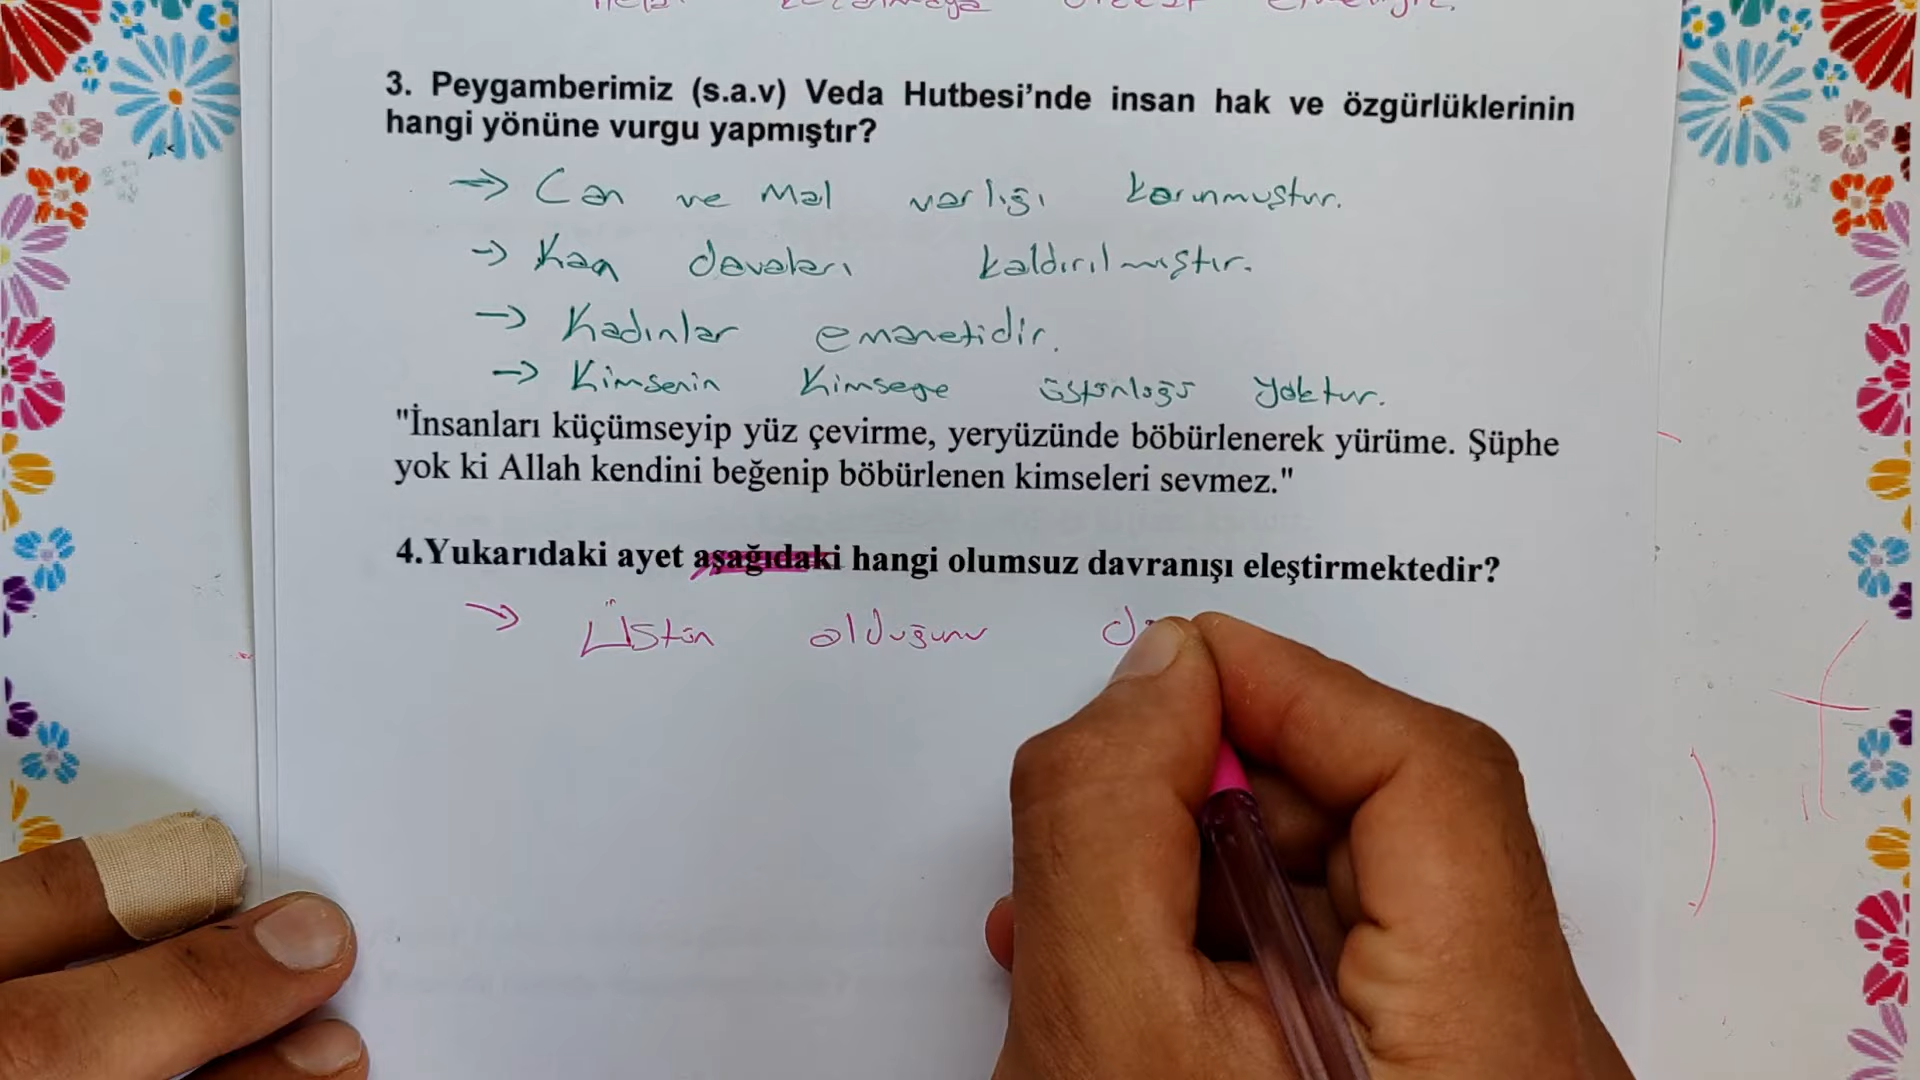 3. Peygamberimiz (s.a.v) Veda Hutbesi'nde insan hak ve özgürlüklerinin
hangi yönüne vurgu yapmıştır?
→ Can ve Mal varlığı korunmuştur.
→ Kan davaları kaldırılmıştır.
→ Kadınlar emanetidir.
→ Kimsenin Kimseye üstünlüğü yoktur.
"İnsanları küçümseyip yüz çevirme, yeryüzünde böbürlenerek yürüme. Şüphe
yok ki Allah kendini beğenip böbürlenen kimseleri sevmez."
4.Yukarıdaki ayet aşağıdaki hangi olumsuz davranışı eleştirmektedir?
→ Üstün olduğunu